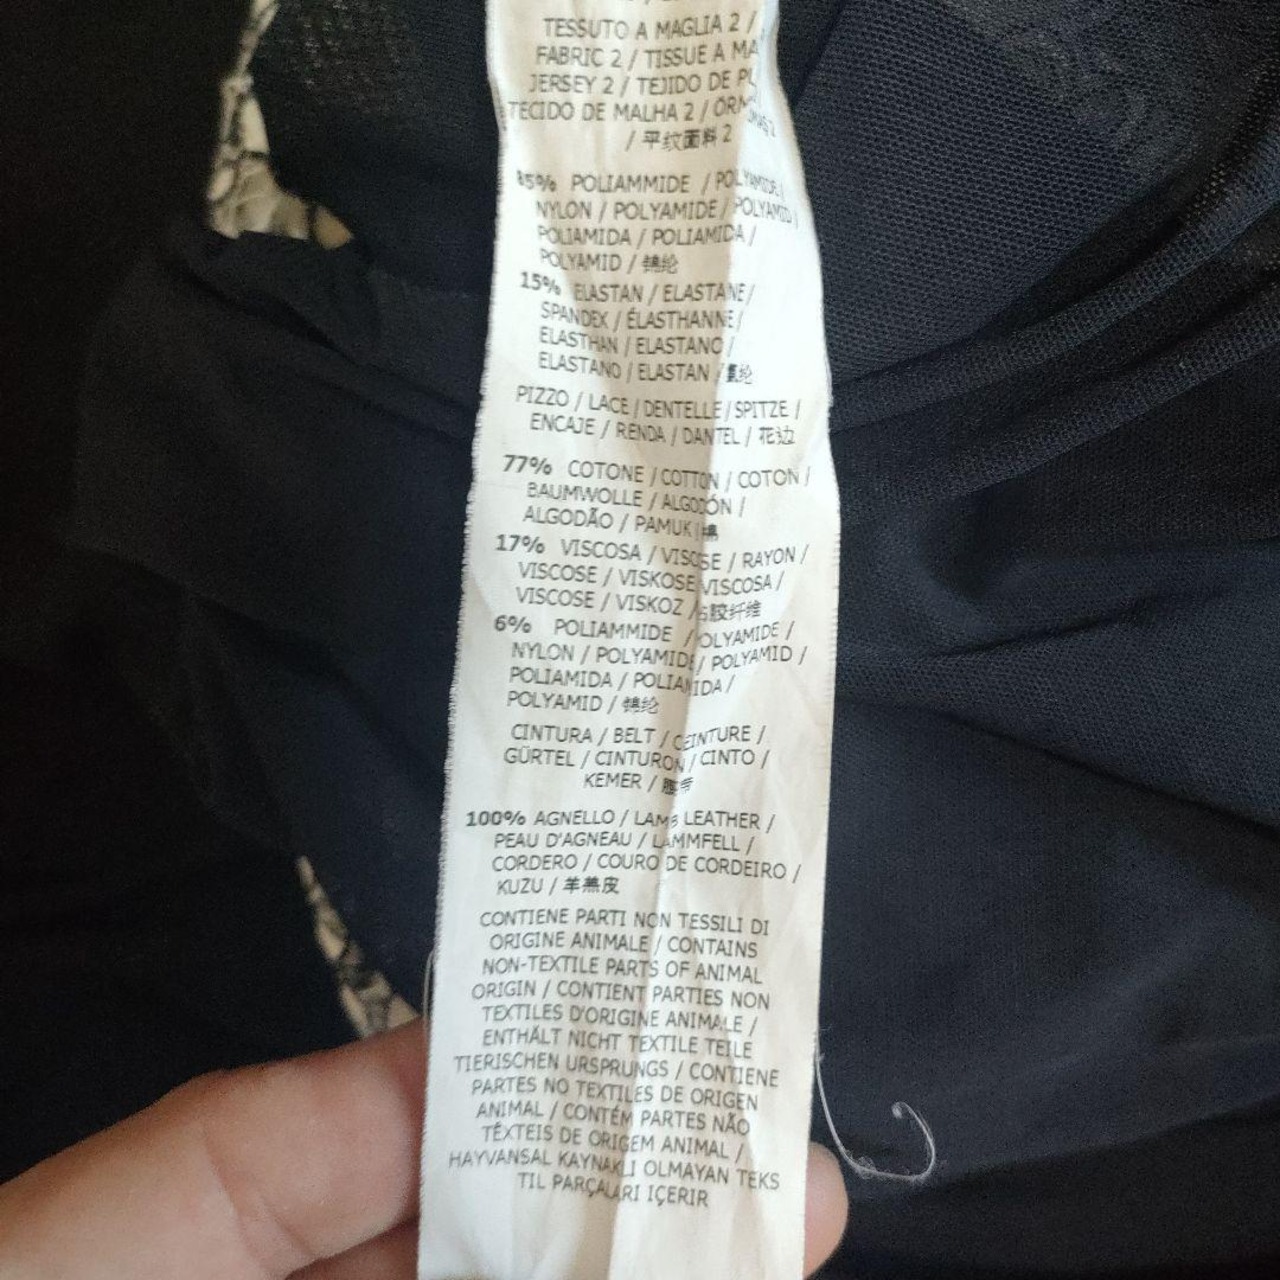 TESSUTO A MAGLIA 2 /
FABRIC 2 / TISSUE A MA
JERSEY 2 / TEJIDO DE PU
TECIDO DE MALHA 2 / ÖRM
/ 平纹面料 2
85% POLIAMMIDE / POLYAMIDE /
NYLON / POLYAMIDE / POLYAMID /
POLIAMIDA / POLIAMIDA /
POLYAMID / 锦纶
15% ELASTAN / ELASTANE /
SPANDEX / ÉLASTHANNE /
ELASTHAN / ELASTANO /
ELASTANO / ELASTAN / 氨纶
PIZZO / LACE / DENTELLE / SPITZE /
ENCAJE / RENDA / DANTEL / 花边
77% COTONE / COTTON / COTON /
BAUMWOLLE / ALGODÓN /
ALGODÃO / PAMUK / 棉
17% VISCOSA / VISCOSE / RAYON /
VISCOSE / VISKOSE VISCOSA /
VISCOSE / VISKOZ / 粘胶纤维
6% POLIAMMIDE / POLYAMIDE /
NYLON / POLYAMIDE / POLYAMID /
POLIAMIDA / POLIAMIDA /
POLYAMID / 锦纶
CINTURA / BELT / CEINTURE /
GÜRTEL / CINTURON / CINTO /
KEMER / 腰带
100% AGNELLO / LAMB LEATHER /
PEAU D'AGNEAU / LAMMFELL /
CORDERO / COURO DE CORDEIRO /
KUZU / 羊羔皮
CONTIENE PARTI NON TESSILI DI
ORIGINE ANIMALE / CONTAINS
NON-TEXTILE PARTS OF ANIMAL
ORIGIN / CONTIENT PARTIES NON
TEXTILES D'ORIGINE ANIMALE /
ENTHÄLT NICHT TEXTILE TEILE
TIERISCHEN URSPRUNGS / CONTIENE
PARTES NO TEXTILES DE ORIGEN
ANIMAL / CONTÉM PARTES NÃO
TÊXTEIS DE ORIGEM ANIMAL /
HAYVANSAL KAYNAKLI OLMAYAN TEKS
TIL PARÇALARI IÇERIR